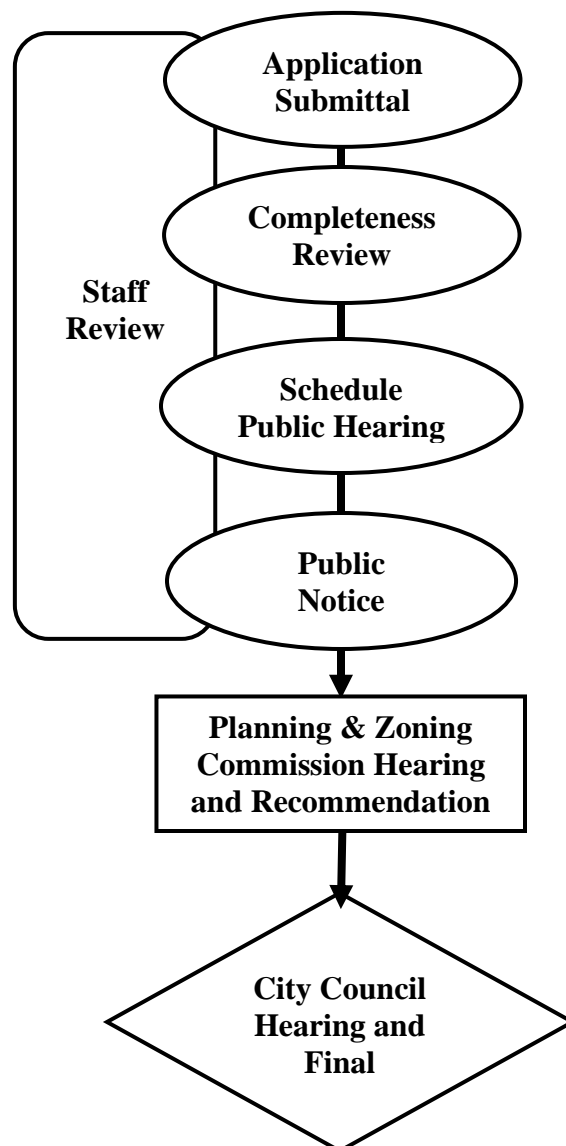 Application
Submittal
Completeness
Review
Staff
Review
Schedule
Public Hearing
Public
Notice
Planning & Zoning
Commission Hearing
and Recommendation
City Council
Hearing and
Final